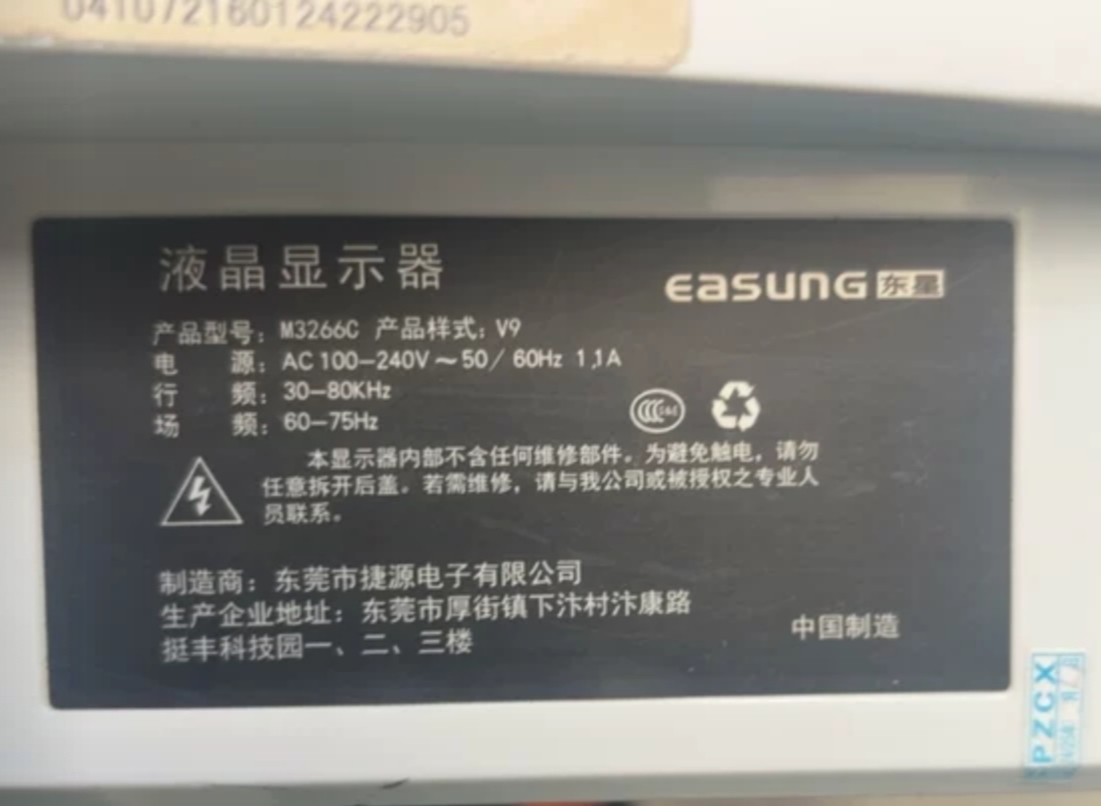 041072160124222905
液晶显示器
easunG 东星
产品型号：M3266C 产品样式：V9
电 源：AC 100-240V～50/60Hz 1.1A
行 频：30-80KHz
场 频：60-75Hz
本显示器内部不含任何维修部件。为避免触电，请勿
任意拆开后盖。若需维修，请与我公司或被授权之专业人
员联系。
制造商：东莞市捷源电子有限公司
生产企业地址：东莞市厚街镇下汴村汴康路
挺丰科技园一、二、三楼
中国制造
PZCX